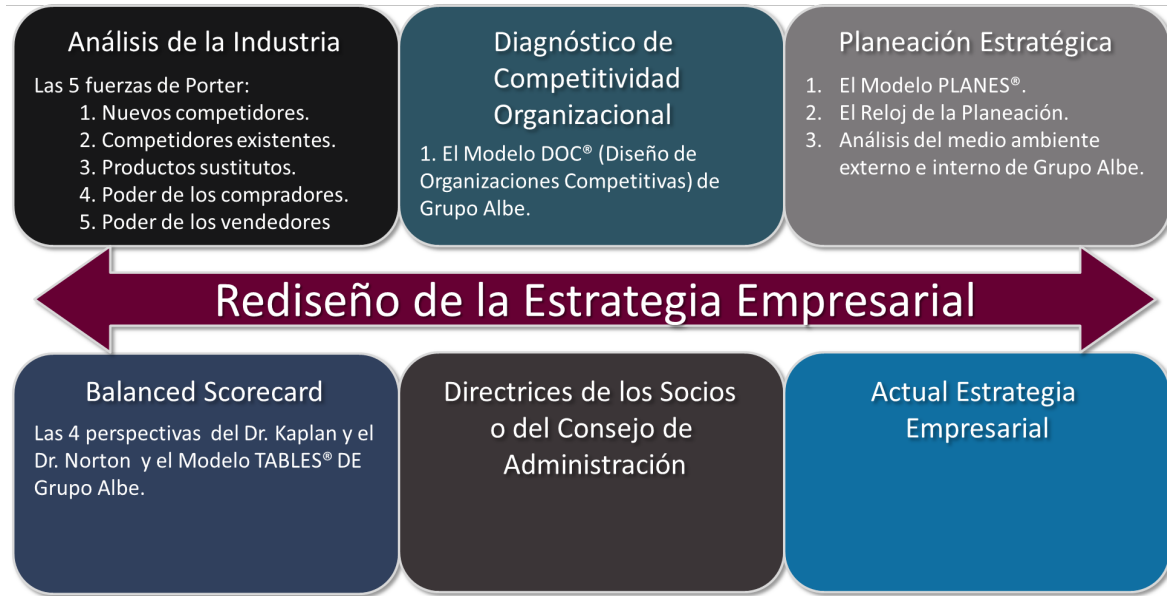 Análisis de la Industria
Las 5 fuerzas de Porter:
1. Nuevos competidores.
2. Competidores existentes.
3. Productos sustitutos.
4. Poder de los compradores.
5. Poder de los vendedores
Diagnóstico de
Competitividad
Organizacional
1. El Modelo DOC® (Diseño de
Organizaciones Competitivas) de
Grupo Albe.
Planeación Estratégica
1. El Modelo PLANES®.
2. El Reloj de la Planeación.
3. Análisis del medio ambiente
externo e interno de Grupo Albe.
Rediseño de la Estrategia Empresarial
Balanced Scorecard
Las 4 perspectivas del Dr. Kaplan y el
Dr. Norton y el Modelo TABLES® DE
Grupo Albe.
Directrices de los Socios
o del Consejo de
Administración
Actual Estrategia
Empresarial